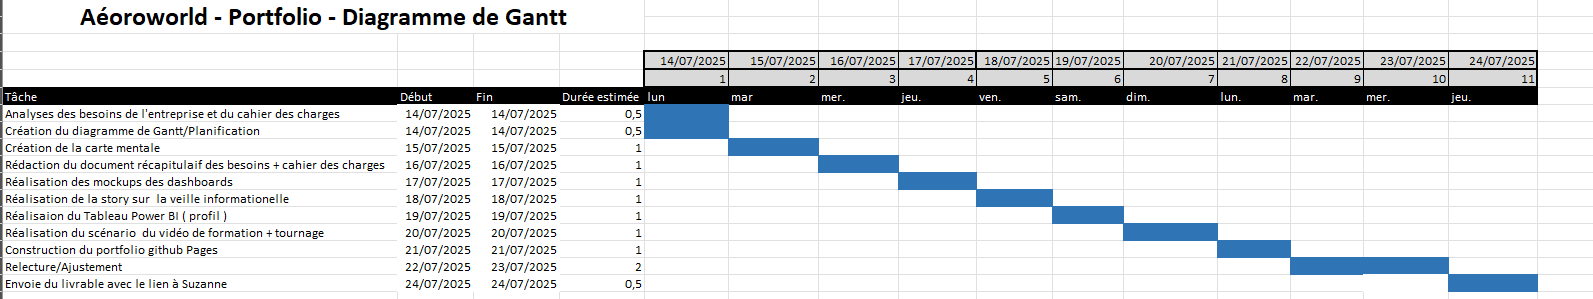 Aéoroworld - Portfolio - Diagramme de Gantt
14/07/2025 15/07/2025 16/07/2025 17/07/2025 18/07/2025 19/07/2025 20/07/2025 21/07/2025 22/07/2025 23/07/2025 24/07/2025
1 2 3 4 5 6 7 8 9 10 11
Tâche Début Fin Durée estimée lun mar mer. jeu. ven. sam. dim. lun. mar. mer. jeu.
Analyses des besoins de l'entreprise et du cahier des charges 14/07/2025 14/07/2025 0,5
Création du diagramme de Gantt/Planification 14/07/2025 14/07/2025 0,5
Création de la carte mentale 15/07/2025 15/07/2025 1
Rédaction du document récapitulaif des besoins + cahier des charges 16/07/2025 16/07/2025 1
Réalisation des mockups des dashboards 17/07/2025 17/07/2025 1
Réalisation de la story sur la veille informationelle 18/07/2025 18/07/2025 1
Réalisaion du Tableau Power BI ( profil ) 19/07/2025 19/07/2025 1
Réalisation du scénario du vidéo de formation + tournage 20/07/2025 20/07/2025 1
Construction du portfolio github Pages 21/07/2025 21/07/2025 1
Relecture/Ajustement 22/07/2025 23/07/2025 2
Envoie du livrable avec le lien à Suzanne 24/07/2025 24/07/2025 0,5